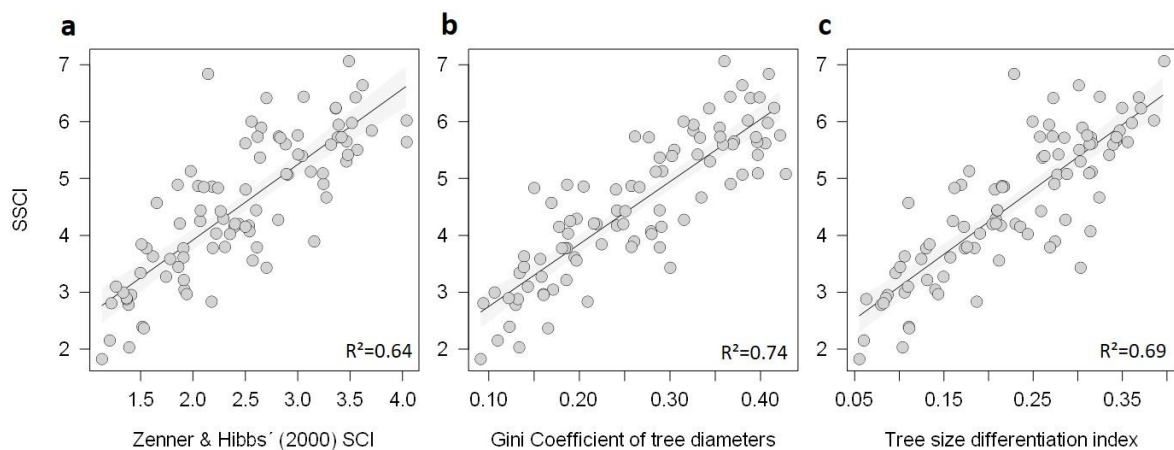 a
b
c
SSCI
7
6
5
4
3
2
R²=0.64
1.5 2.0 2.5 3.0 3.5 4.0
Zenner & Hibbs´ (2000) SCI
7
6
5
4
3
2
R²=0.74
0.10 0.20 0.30 0.40
Gini Coefficient of tree diameters
7
6
5
4
3
2
R²=0.69
0.05 0.15 0.25 0.35
Tree size differentiation index